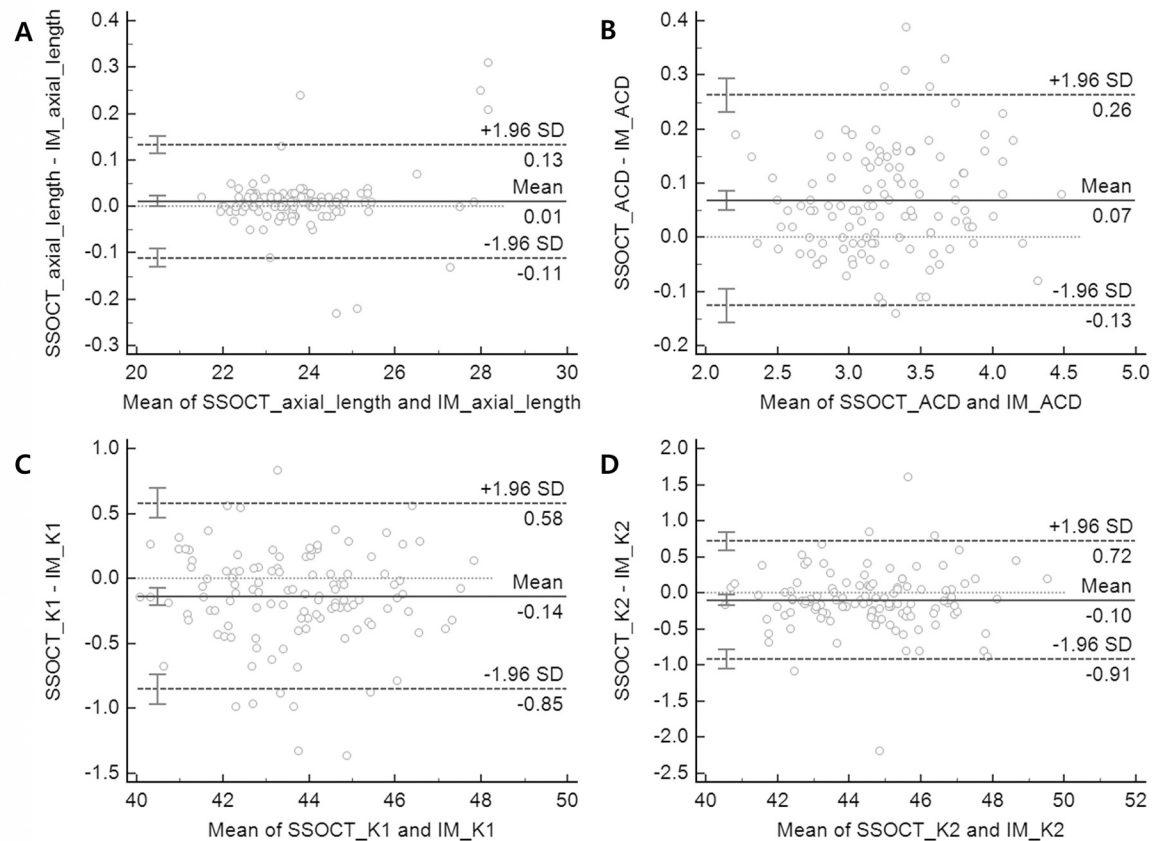 A
SSOCT_axial_length - IM_axial_length
0.4
0.3
0.2
0.1
0.0
-0.1
-0.2
-0.3
+1.96 SD
0.13
Mean
0.01
-1.96 SD
-0.11
20
22
24
26
28
30
Mean of SSOCT_axial_length and IM_axial_length
B
SSOCT_ACD - IM_ACD
0.4
0.3
0.2
0.1
0.0
-0.1
-0.2
+1.96 SD
0.26
Mean
0.07
-1.96 SD
-0.13
2.0
2.5
3.0
3.5
4.0
4.5
5.0
Mean of SSOCT_ACD and IM_ACD
C
SSOCT_K1 - IM_K1
1.0
0.5
0.0
-0.5
-1.0
-1.5
+1.96 SD
0.58
Mean
-0.14
-1.96 SD
-0.85
40
42
44
46
48
50
Mean of SSOCT_K1 and IM_K1
D
SSOCT_K2 - IM_K2
2.0
1.5
1.0
0.5
0.0
-0.5
-1.0
-1.5
-2.0
-2.5
+1.96 SD
0.72
Mean
-0.10
-1.96 SD
-0.91
40
42
44
46
48
50
52
Mean of SSOCT_K2 and IM_K2